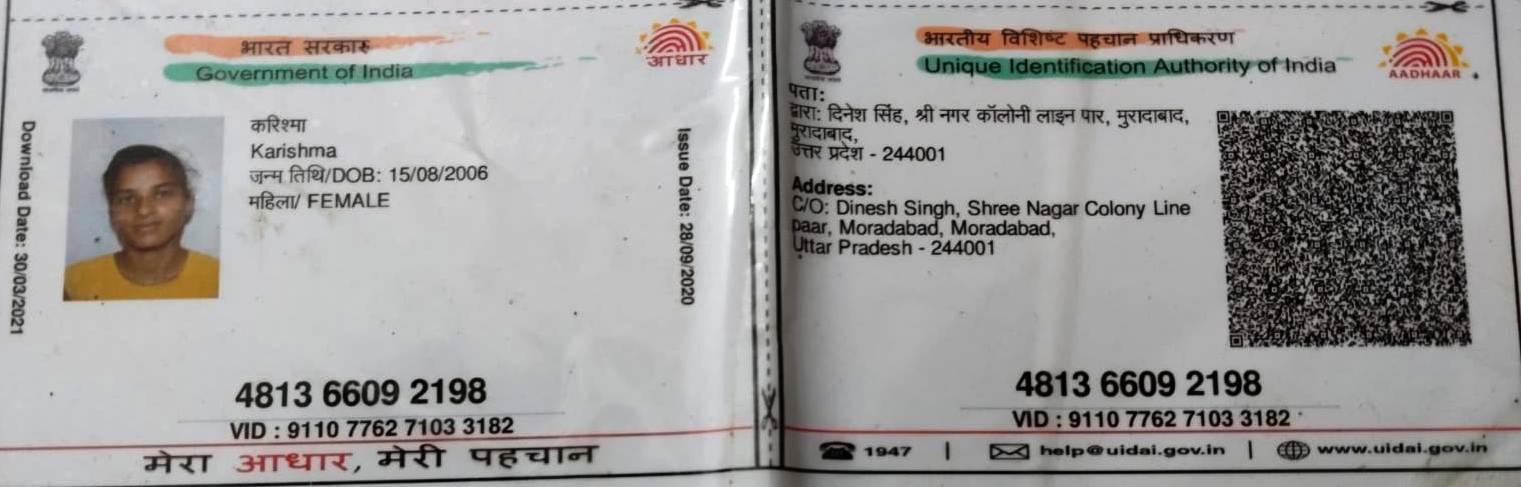 भारत सरकार
Government of India
आधार
Download Date: 30/03/2021
करिश्मा
Karishma
जन्म तिथि/DOB: 15/08/2006
महिला/ FEMALE
Issue Date: 28/09/2020
4813 6609 2198
VID : 9110 7762 7103 3182
मेरा आधार, मेरी पहचान
भारतीय विशिष्ट पहचान प्राधिकरण
Unique Identification Authority of India
AADHAAR
पता:
द्वारा: दिनेश सिंह, श्री नगर कॉलोनी लाइन पार, मुरादाबाद,
मुरादाबाद,
उत्तर प्रदेश - 244001
Address:
C/O: Dinesh Singh, Shree Nagar Colony Line
paar, Moradabad, Moradabad,
Uttar Pradesh - 244001
4813 6609 2198
VID : 9110 7762 7103 3182
1947 | help@uidai.gov.in | www.uidai.gov.in